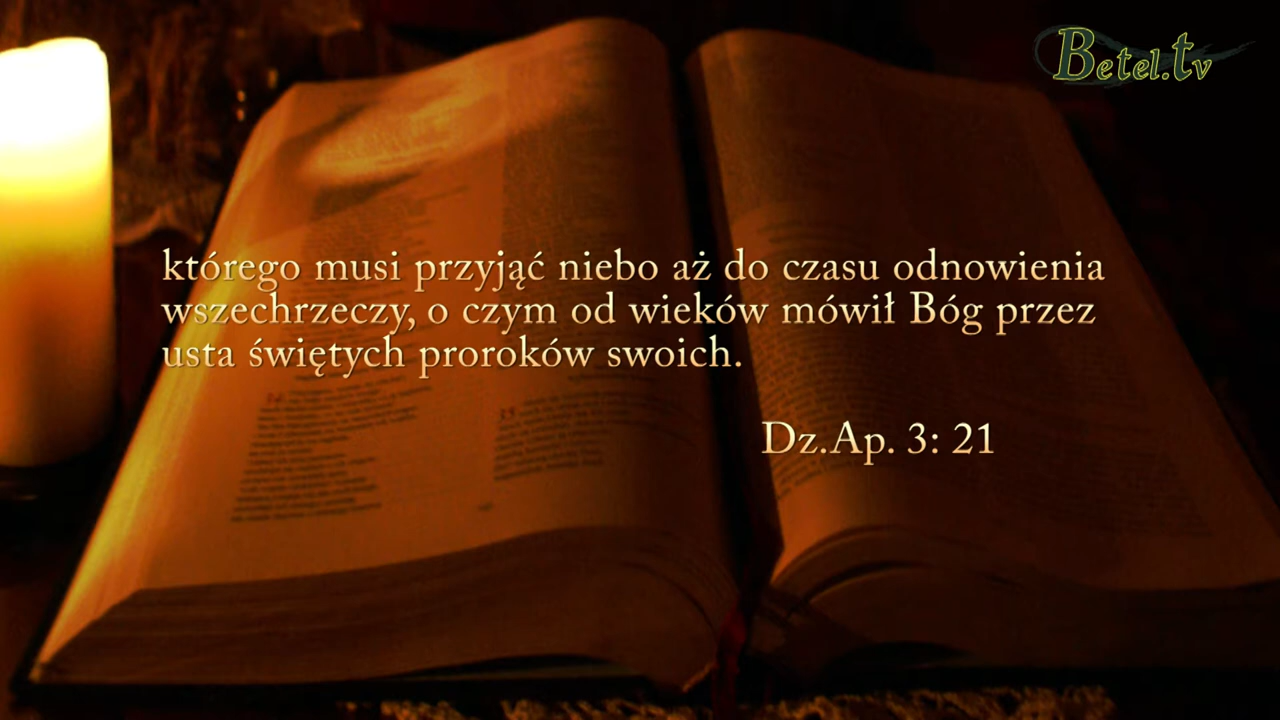 Betel.tv
którego musi przyjąć niebo aż do czasu odnowienia
wszechrzeczy, o czym od wieków mówił Bóg przez
usta świętych proroków swoich.
Dz.Ap. 3: 21